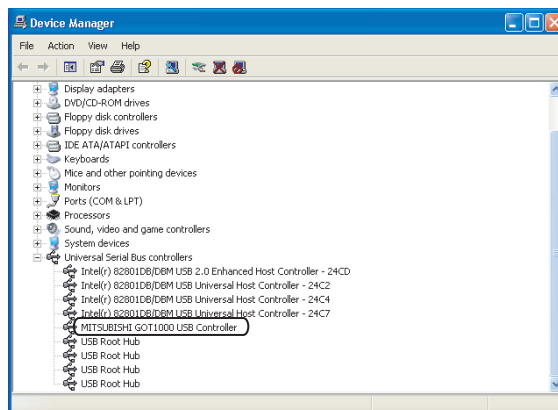 Device Manager
File Action View Help
Display adapters
DVD/CD-ROM drives
Floppy disk controllers
Floppy disk drives
IDE ATA/ATAPI controllers
Keyboards
Mice and other pointing devices
Monitors
Ports (COM & LPT)
Processors
Sound, video and game controllers
System devices
Universal Serial Bus controllers
Intel(r) 82801DB/DBM USB 2.0 Enhanced Host Controller - 24CD
Intel(r) 82801DB/DBM USB Universal Host Controller - 24C2
Intel(r) 82801DB/DBM USB Universal Host Controller - 24C4
Intel(r) 82801DB/DBM USB Universal Host Controller - 24C7
MITSUBISHI GOT1000 USB Controller
USB Root Hub
USB Root Hub
USB Root Hub
USB Root Hub